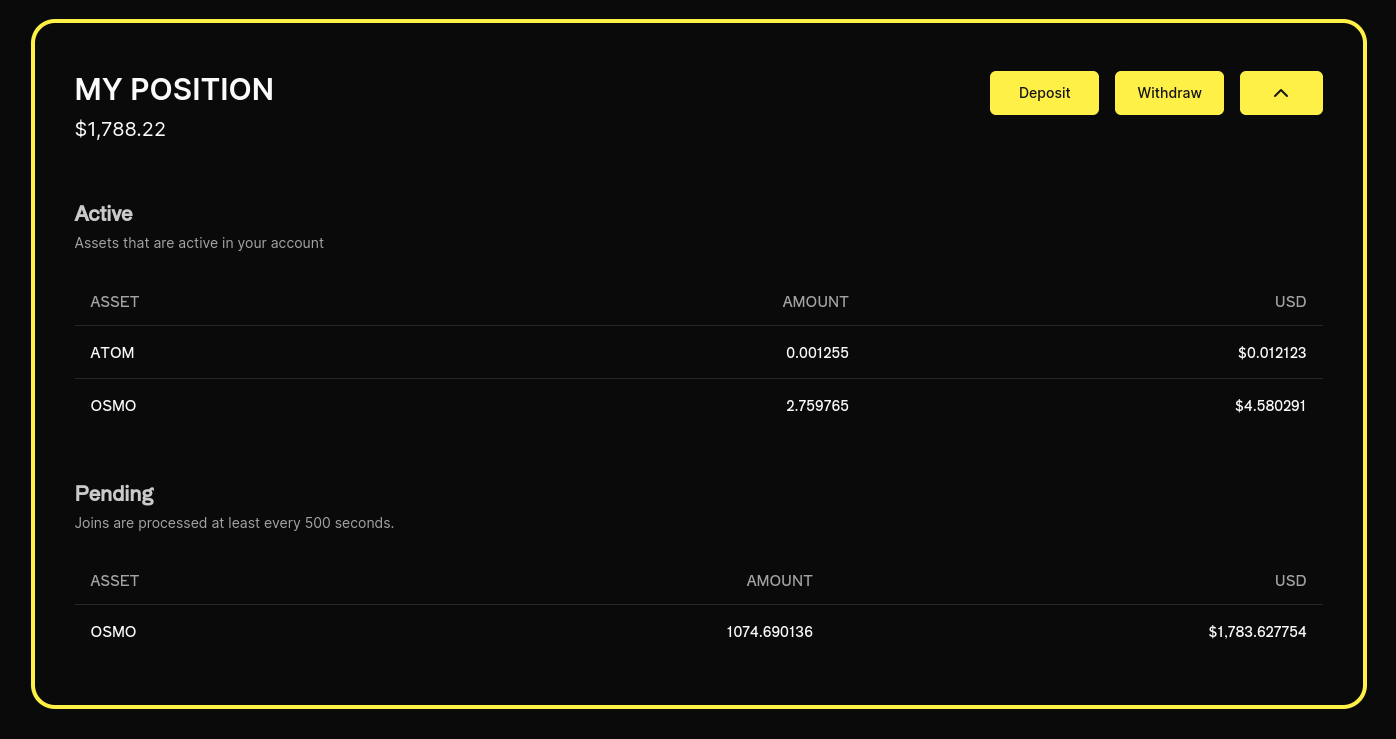 MY POSITION
$1,788.22
Deposit
Withdraw
Active
Assets that are active in your account
ASSET AMOUNT USD
ATOM 0.001255 $0.012123
OSMO 2.759765 $4.580291
Pending
Joins are processed at least every 500 seconds.
ASSET AMOUNT USD
OSMO 1074.690136 $1,783.627754